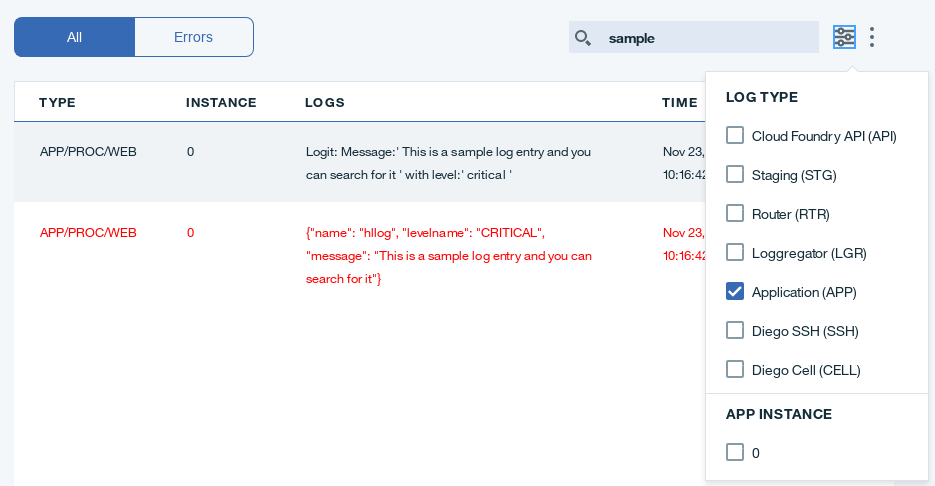 All
Errors
sample
TYPE
INSTANCE
LOGS
TIME
APP/PROC/WEB
0
Logit: Message:' This is a sample log entry and you
can search for it ' with level:' critical '
Nov 23,
10:16:42
APP/PROC/WEB
0
{"name": "hllog", "levelname": "CRITICAL",
"message": "This is a sample log entry and you can
search for it"}
Nov 23,
10:16:42
LOG TYPE
Cloud Foundry API (API)
Staging (STG)
Router (RTR)
Loggregator (LGR)
Application (APP)
Diego SSH (SSH)
Diego Cell (CELL)
APP INSTANCE
0